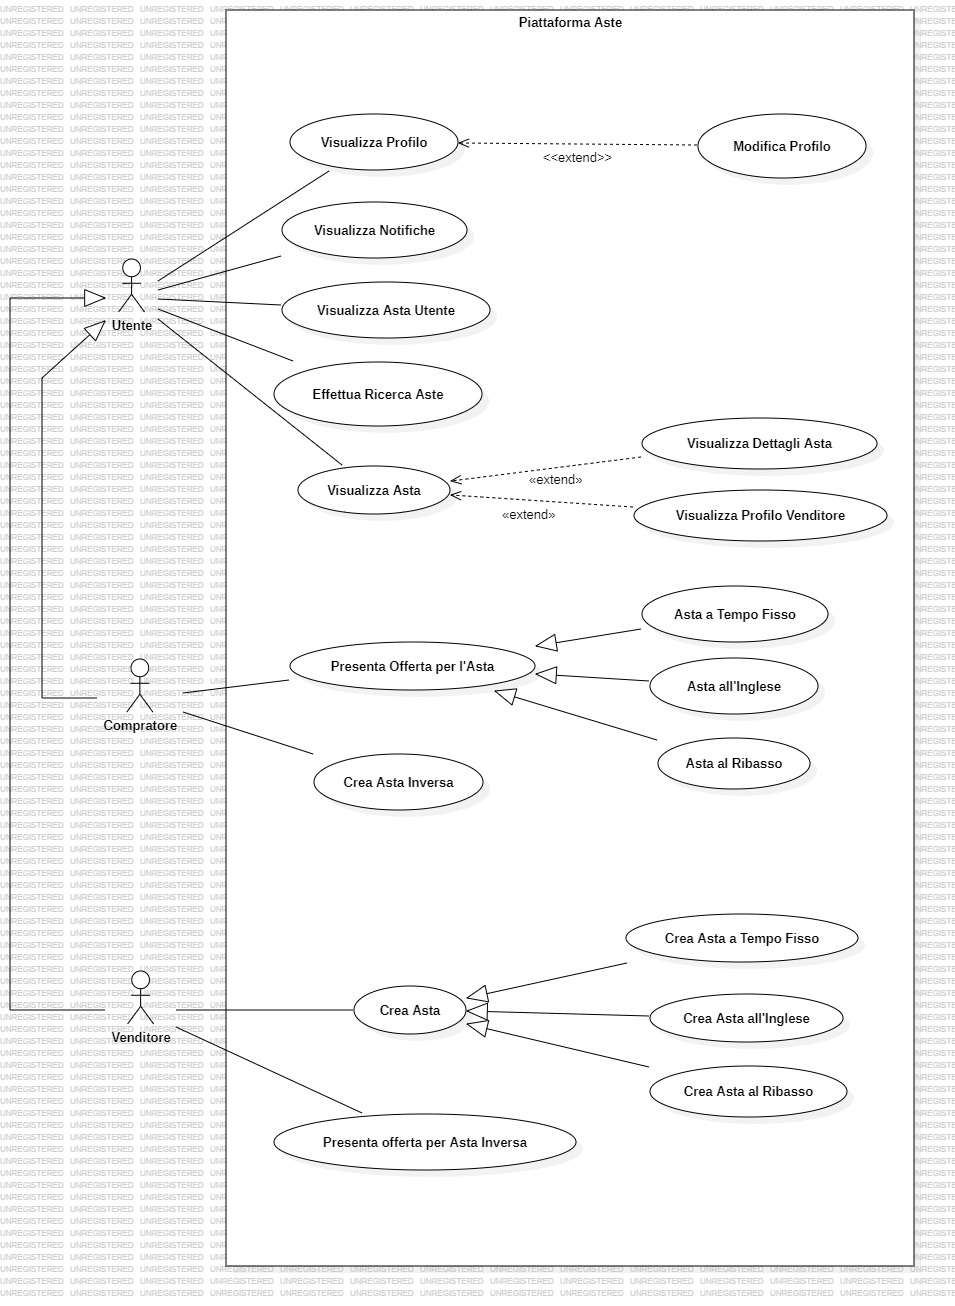 Piattaforma Aste
Visualizza Profilo
Modifica Profilo
<<extend>>
Visualizza Notifiche
Utente
Visualizza Asta Utente
Effettua Ricerca Aste
Visualizza Dettagli Asta
«extend»
Visualizza Asta
Visualizza Profilo Venditore
«extend»
Asta a Tempo Fisso
Presenta Offerta per l'Asta
Asta all'Inglese
Compratore
Asta al Ribasso
Crea Asta Inversa
Crea Asta a Tempo Fisso
Crea Asta
Crea Asta all'Inglese
Venditore
Crea Asta al Ribasso
Presenta offerta per Asta Inversa
UNREGISTERED